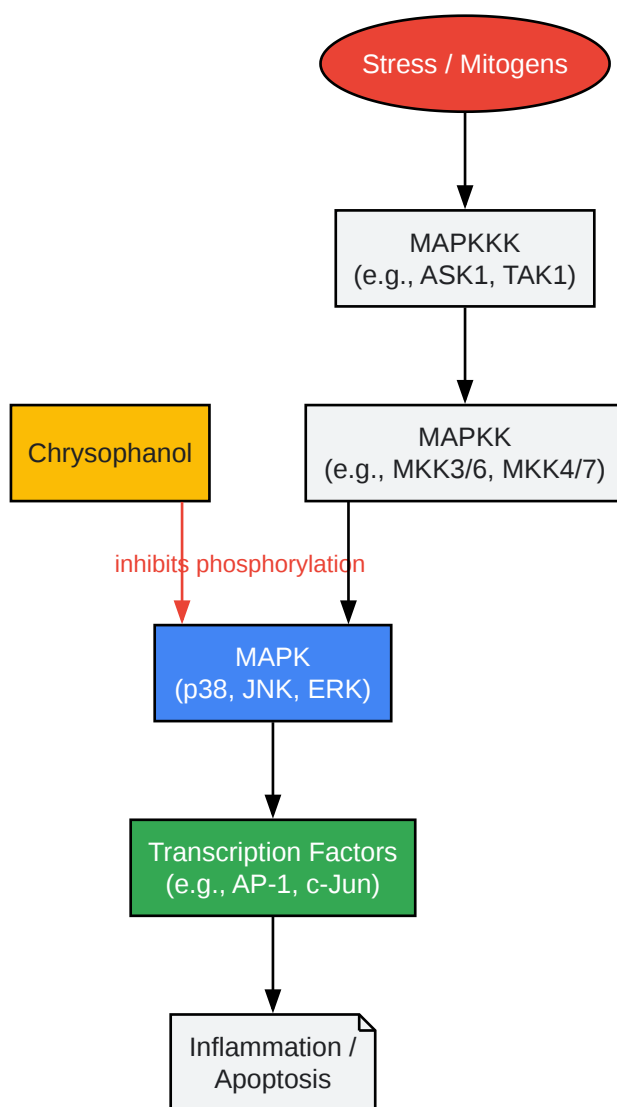 Stress / Mitogens
MAPKKK
(e.g., ASK1, TAK1)
Chrysophanol
MAPKK
(e.g., MKK3/6, MKK4/7)
inhibits phosphorylation
MAPK
(p38, JNK, ERK)
Transcription Factors
(e.g., AP-1, c-Jun)
Inflammation /
Apoptosis